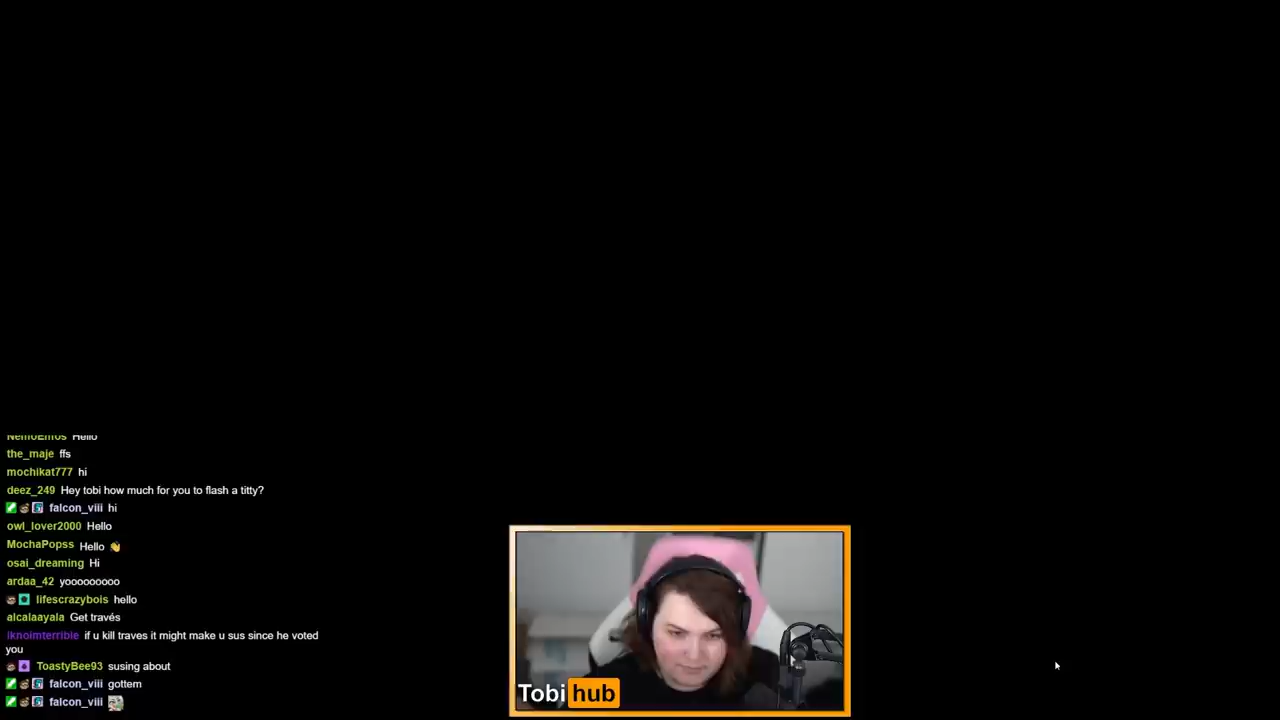 NemoEmos Hello
the_maje ffs
mochikat777 hi
deez_249 Hey tobi how much for you to flash a titty?
falcon_viii hi
owl_lover2000 Hello
MochaPopss Hello 👋
osai_dreaming Hi
ardaa_42 yooooooooo
lifescrazybois hello
alcalaayala Get través
iknoimterrible if u kill traves it might make u sus since he voted
you
ToastyBee93 susing about
falcon_viii gottem
falcon_viii
Tobi hub